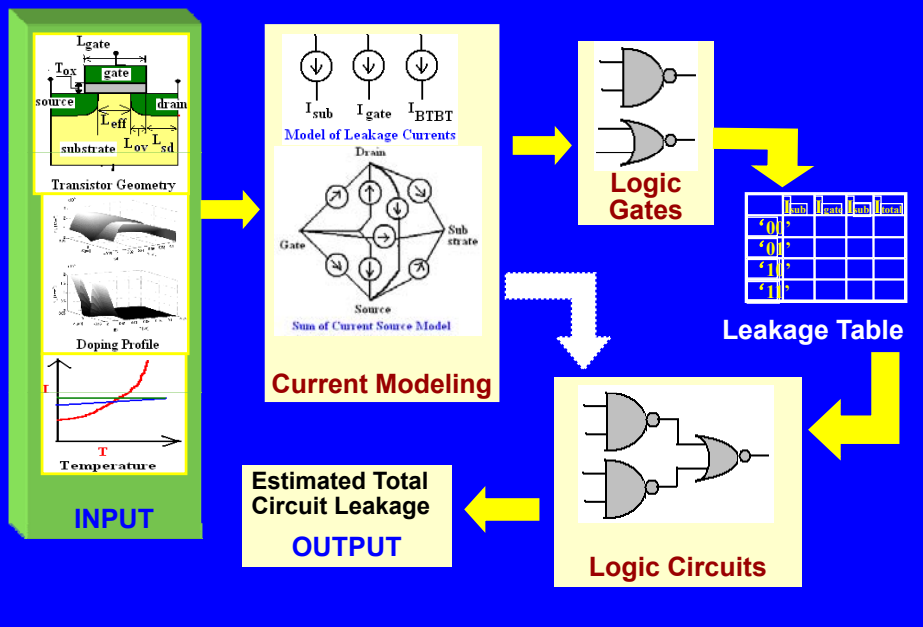 Lgate
Tox
gate
source
drain
Leff
Lov
Lsd
substrate
Transistor Geometry
Doping Profile
I
T
Temperature
INPUT
Isub
Igate
IBTBT
Model of Leakage Currents
Drain
Gate
Sub
strate
Source
Sum of Current Source Model
Current Modeling
Logic
Gates
Isub Igate Isub Itotal
‘00’
‘01’
‘10’
‘11’
Leakage Table
Logic Circuits
Estimated Total
Circuit Leakage
OUTPUT